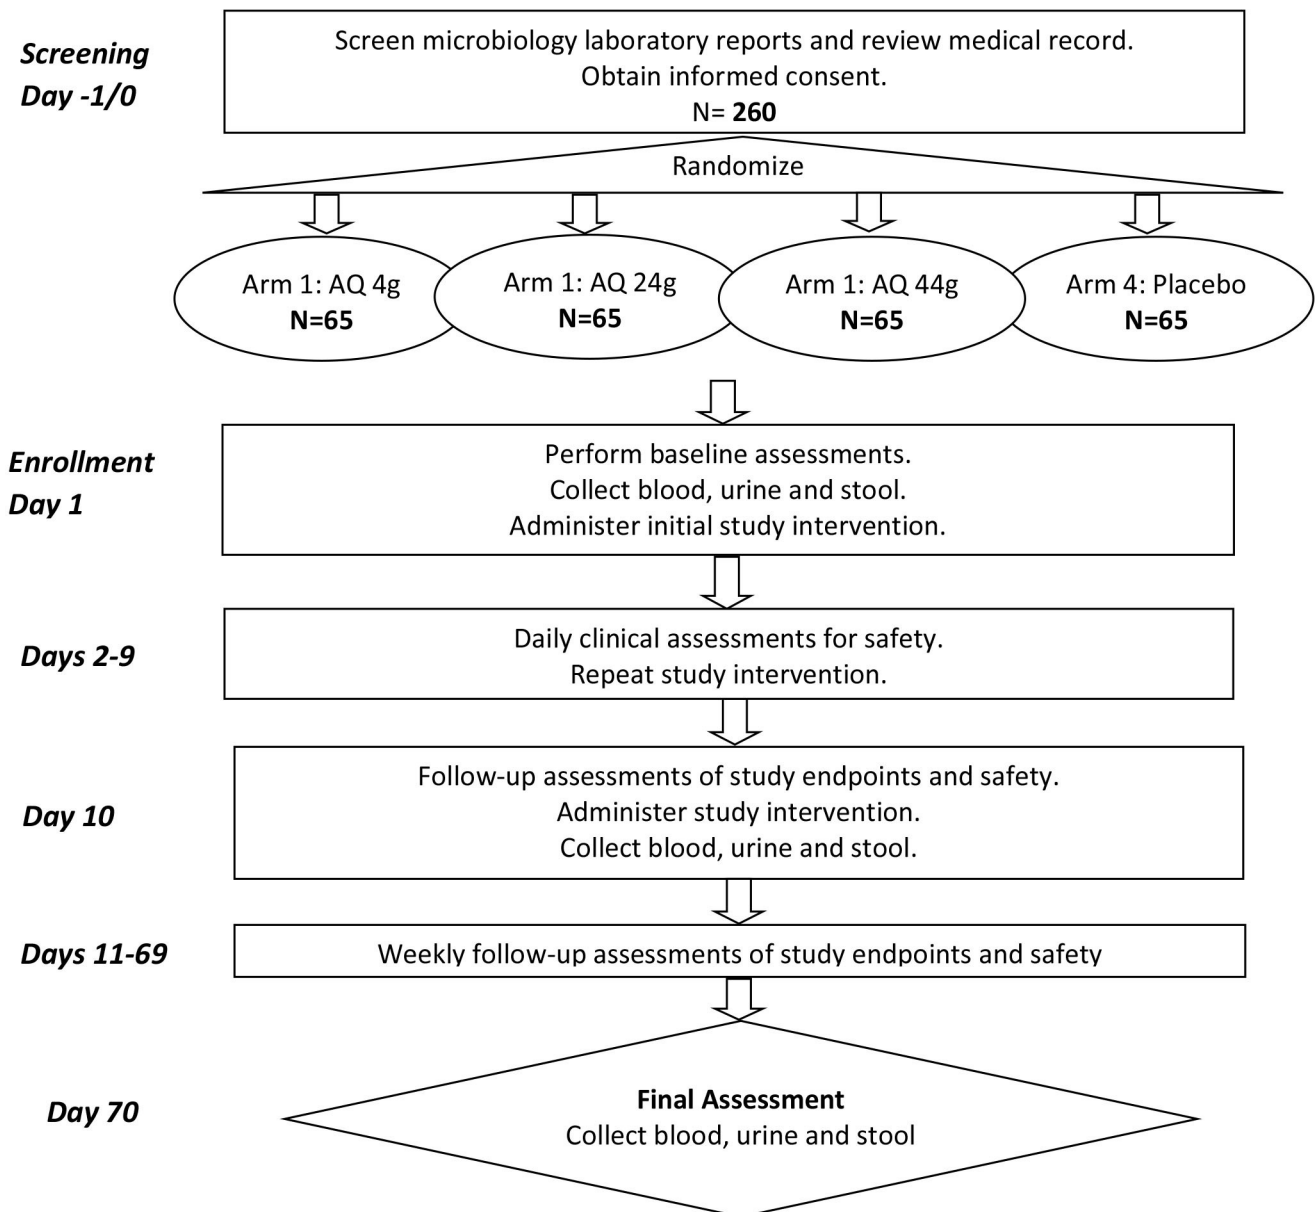 Screening
Day -1/0
Screen microbiology laboratory reports and review medical record.
Obtain informed consent.
N= 260
Randomize
Arm 1: AQ 4g
N=65
Arm 1: AQ 24g
N=65
Arm 1: AQ 44g
N=65
Arm 4: Placebo
N=65
Enrollment
Day 1
Perform baseline assessments.
Collect blood, urine and stool.
Administer initial study intervention.
Days 2-9
Daily clinical assessments for safety.
Repeat study intervention.
Day 10
Follow-up assessments of study endpoints and safety.
Administer study intervention.
Collect blood, urine and stool.
Days 11-69
Weekly follow-up assessments of study endpoints and safety
Day 70
Final Assessment
Collect blood, urine and stool